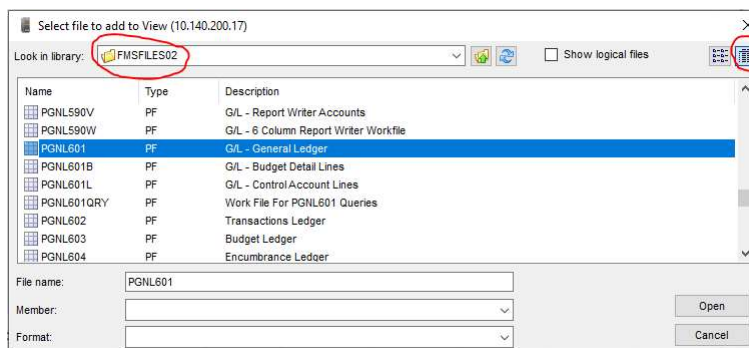 Select file to add to View (10.140.200.17)
Look in library: FMSFILES02 Show logical files
Name Type Description
PGNL590V PF G/L - Report Writer Accounts
PGNL590W PF G/L - 6 Column Report Writer Workfile
PGNL601 PF G/L - General Ledger
PGNL601B PF G/L - Budget Detail Lines
PGNL601L PF G/L - Control Account Lines
PGNL601QRY PF Work File For PGNL601 Queries
PGNL602 PF Transactions Ledger
PGNL603 PF Budget Ledger
PGNL604 PF Encumbrance Ledger
File name: PGNL601
Member: Open
Format: Cancel